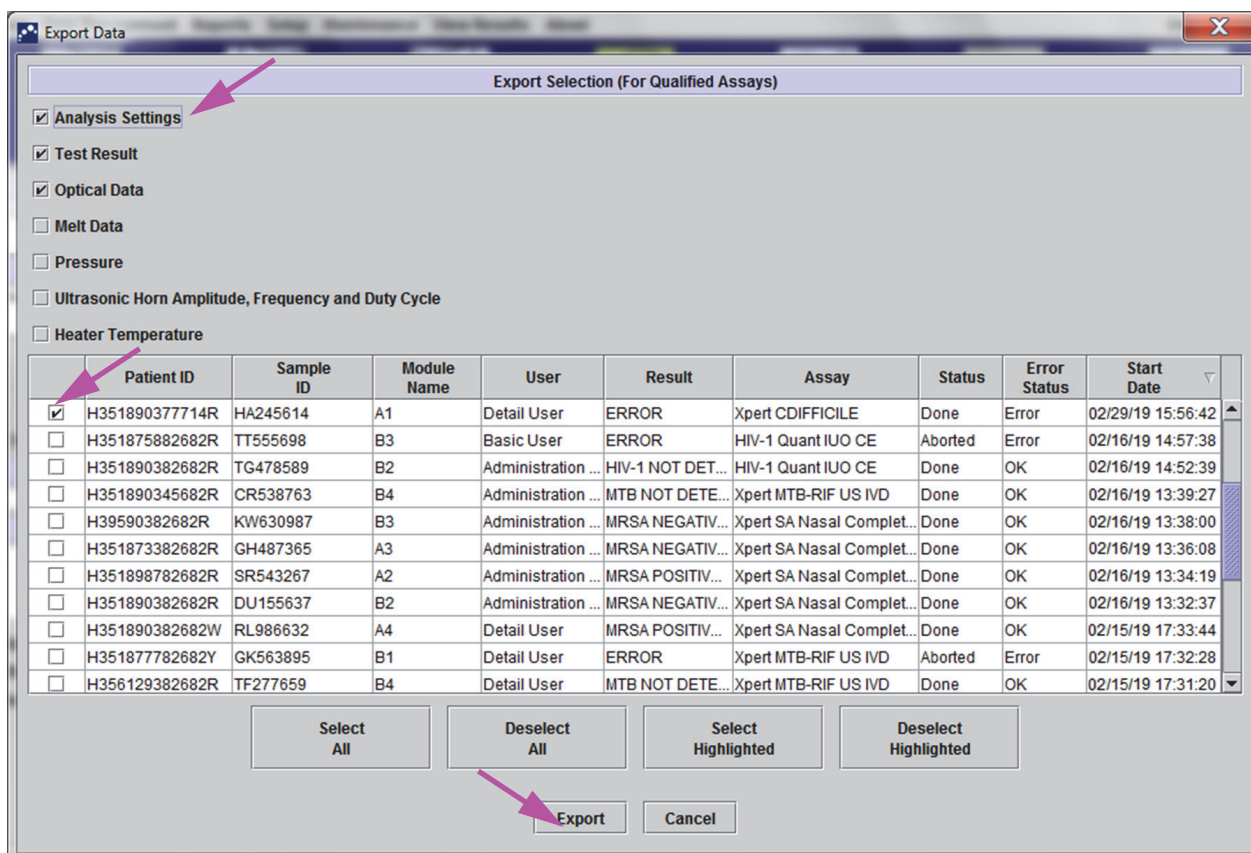 Export Data
Reports Setup Maintenance View Results About
Export Selection (For Qualified Assays)
Analysis Settings
Test Result
Optical Data
Melt Data
Pressure
Ultrasonic Horn Amplitude, Frequency and Duty Cycle
Heater Temperature
Patient ID Sample ID Module Name User Result Assay Status Error Status Start Date
H351890377714R HA245614 A1 Detail User ERROR Xpert CDIFFICILE Done Error 02/29/19 15:56:42
H351875882682R TT555698 B3 Basic User ERROR HIV-1 Quant IUO CE Aborted Error 02/16/19 14:57:38
H351890382682R TG478589 B2 Administration ... HIV-1 NOT DET... HIV-1 Quant IUO CE Done OK 02/16/19 14:52:39
H351890345682R CR538763 B4 Administration ... MTB NOT DETE... Xpert MTB-RIF US IVD Done OK 02/16/19 13:39:27
H39590382682R KW630987 B3 Administration ... MRSA NEGATIV... Xpert SA Nasal Complet... Done OK 02/16/19 13:38:00
H351873382682R GH487365 A3 Administration ... MRSA NEGATIV... Xpert SA Nasal Complet... Done OK 02/16/19 13:36:08
H351898782682R SR543267 A2 Administration ... MRSA POSITIV... Xpert SA Nasal Complet... Done OK 02/16/19 13:34:19
H351890382682R DU155637 B2 Administration ... MRSA NEGATIV... Xpert SA Nasal Complet... Done OK 02/16/19 13:32:37
H351890382682W RL986632 A4 Detail User MRSA POSITIV... Xpert SA Nasal Complet... Done OK 02/15/19 17:33:44
H351877782682Y GK563895 B1 Detail User ERROR Xpert MTB-RIF US IVD Aborted Error 02/15/19 17:32:28
H356129382682R TF277659 B4 Detail User MTB NOT DETE... Xpert MTB-RIF US IVD Done OK 02/15/19 17:31:20
Select All Deselect All Select Highlighted Deselect Highlighted
Export Cancel